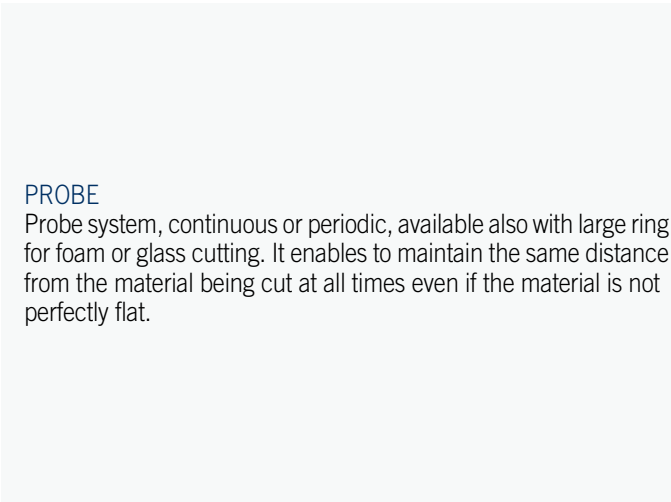 PROBE
Probe system, continuous or periodic, available also with large ring
for foam or glass cutting. It enables to maintain the same distance
from the material being cut at all times even if the material is not
perfectly flat.